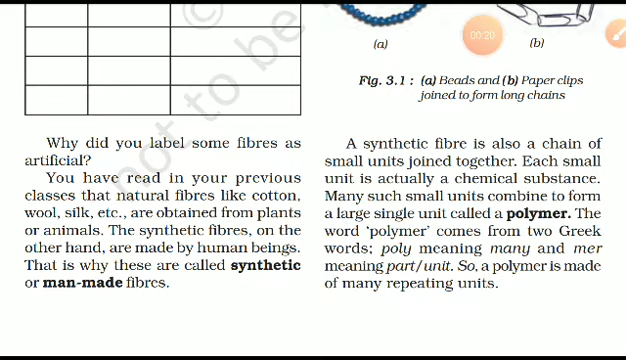 ©
not to be
00:20
(a)
(b)
Fig. 3.1 : (a) Beads and (b) Paper clips
joined to form long chains
Why did you label some fibres as
artificial?
You have read in your previous
classes that natural fibres like cotton,
wool, silk, etc., are obtained from plants
or animals. The synthetic fibres, on the
other hand, are made by human beings.
That is why these are called synthetic
or man-made fibres.
A synthetic fibre is also a chain of
small units joined together. Each small
unit is actually a chemical substance.
Many such small units combine to form
a large single unit called a polymer. The
word ‘polymer’ comes from two Greek
words; poly meaning many and mer
meaning part/unit. So, a polymer is made
of many repeating units.